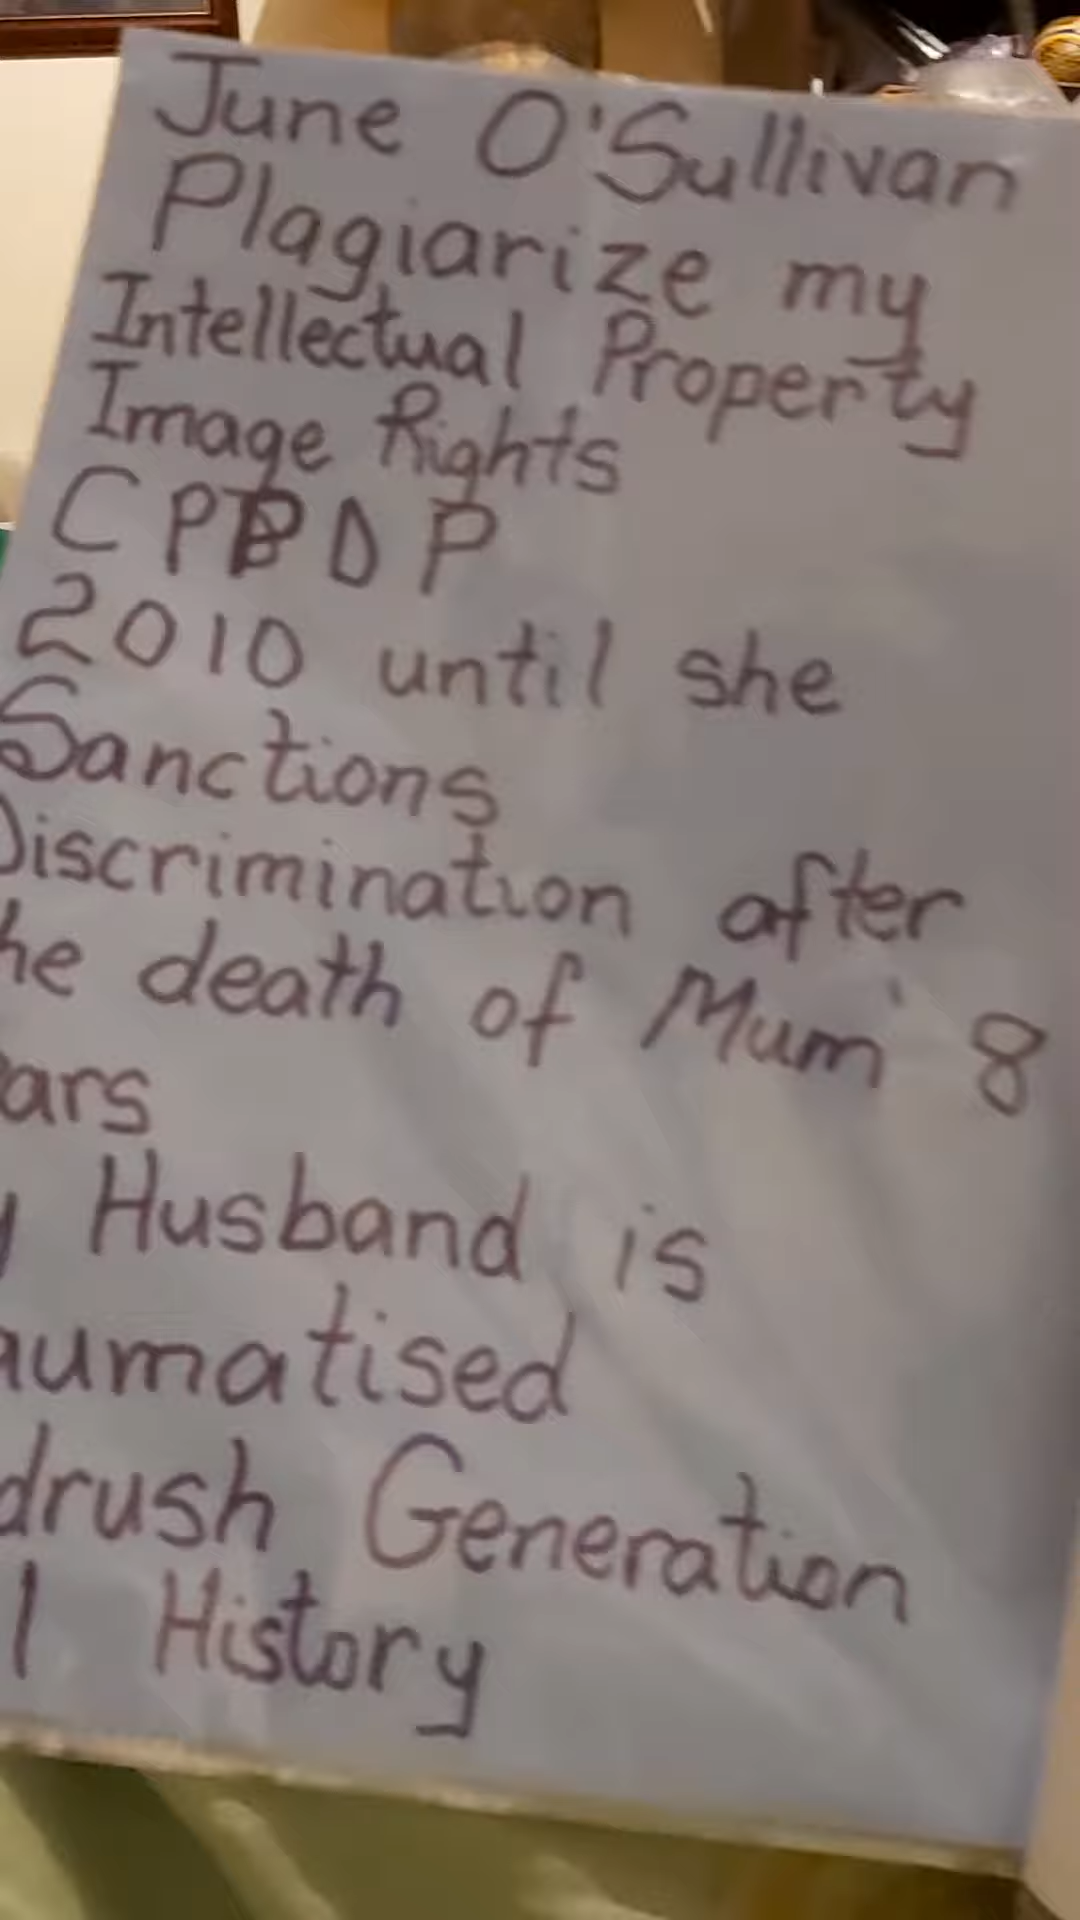 June O'Sullivan
Plagiarize my
Intellectual Property
Image Rights
CPPDP
2010 until she
Sanctions
Discrimination after
he death of Mum 8
ars
Husband is
aumatised
drush Generation
l History